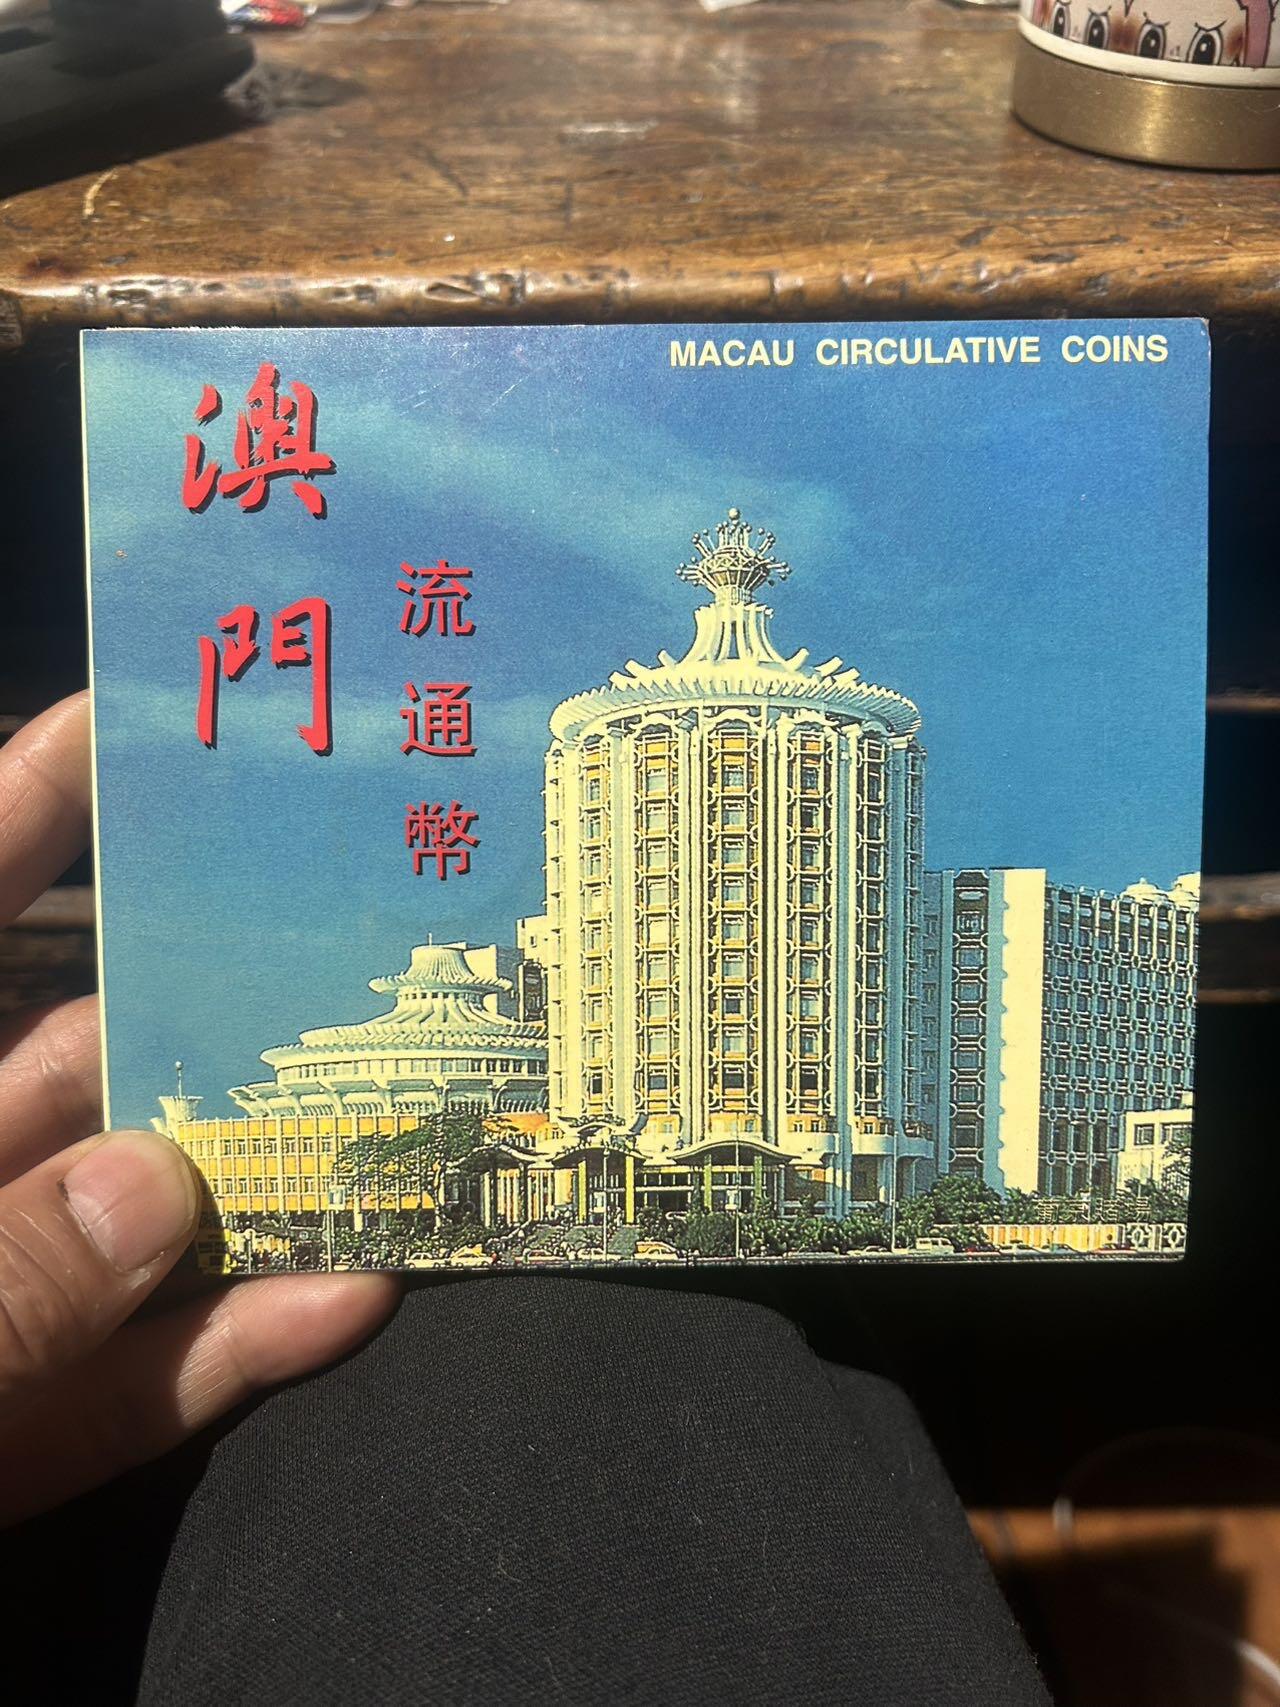 MACAU CIRCULATIVE COINS
澳門
流通幣